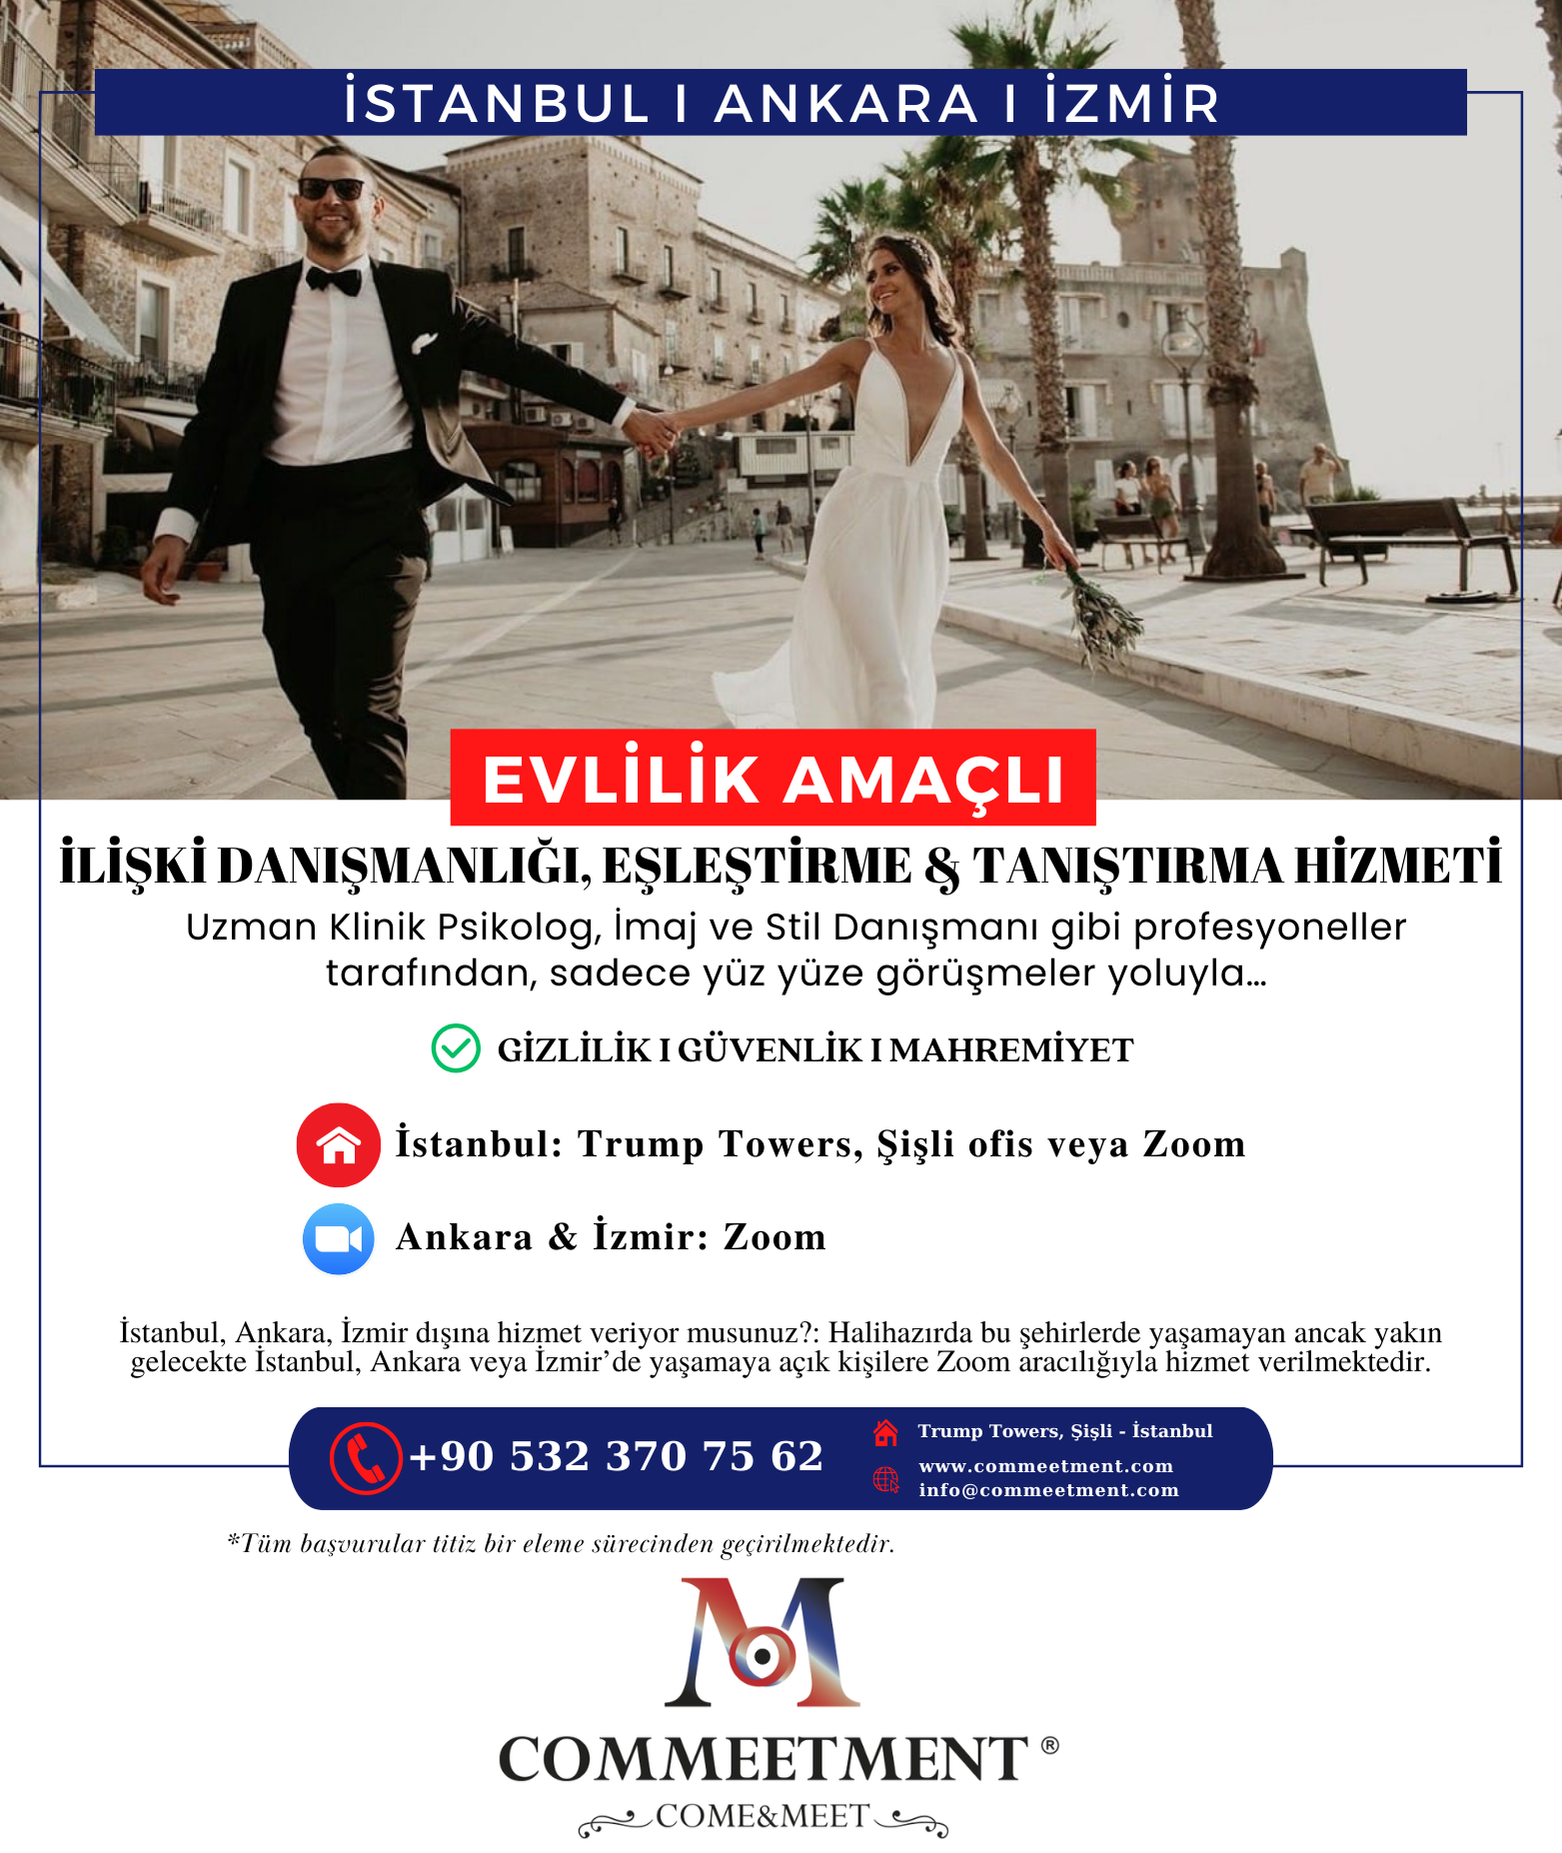 İSTANBUL I ANKARA I İZMİR
EVLİLİK AMAÇLI
İLİŞKİ DANIŞMANLIĞI, EŞLEŞTİRME & TANIŞTIRMA HİZMETİ
Uzman Klinik Psikolog, İmaj ve Stil Danışmanı gibi profesyoneller
tarafından, sadece yüz yüze görüşmeler yoluyla...
GİZLİLİK I GÜVENLİK I MAHREMİYET
İstanbul: Trump Towers, Şişli ofis veya Zoom
Ankara & İzmir: Zoom
İstanbul, Ankara, İzmir dışına hizmet veriyor musunuz?: Halihazırda bu şehirlerde yaşamayan ancak yakın
gelecekte İstanbul, Ankara veya İzmir’de yaşamaya açık kişilere Zoom aracılığıyla hizmet verilmektedir.
+90 532 370 75 62
Trump Towers, Şişli - İstanbul
www.commeetment.com
info@commeetment.com
*Tüm başvurular titiz bir eleme sürecinden geçirilmektedir.
M
COMMEETMENT ®
COME&MEET